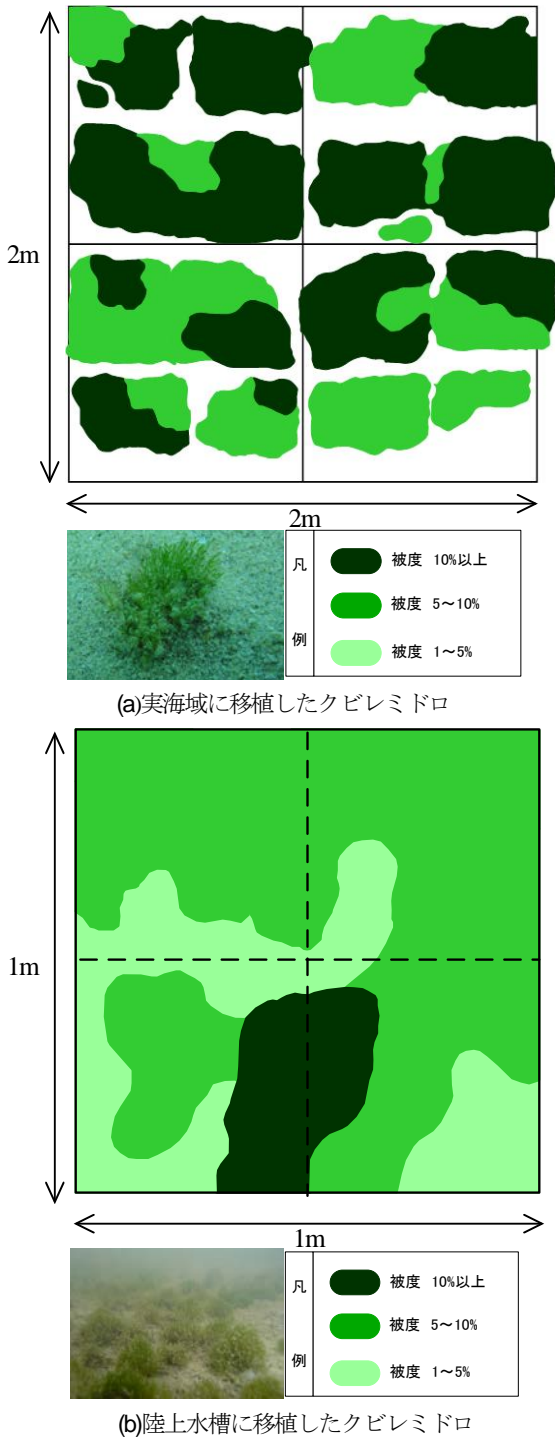 2m
2m
凡
例
被度 10%以上
被度 5～10%
被度 1～5%
(a)実海域に移植したクビレミドロ
1m
1m
凡
例
被度 10%以上
被度 5～10%
被度 1～5%
(b)陸上水槽に移植したクビレミドロ